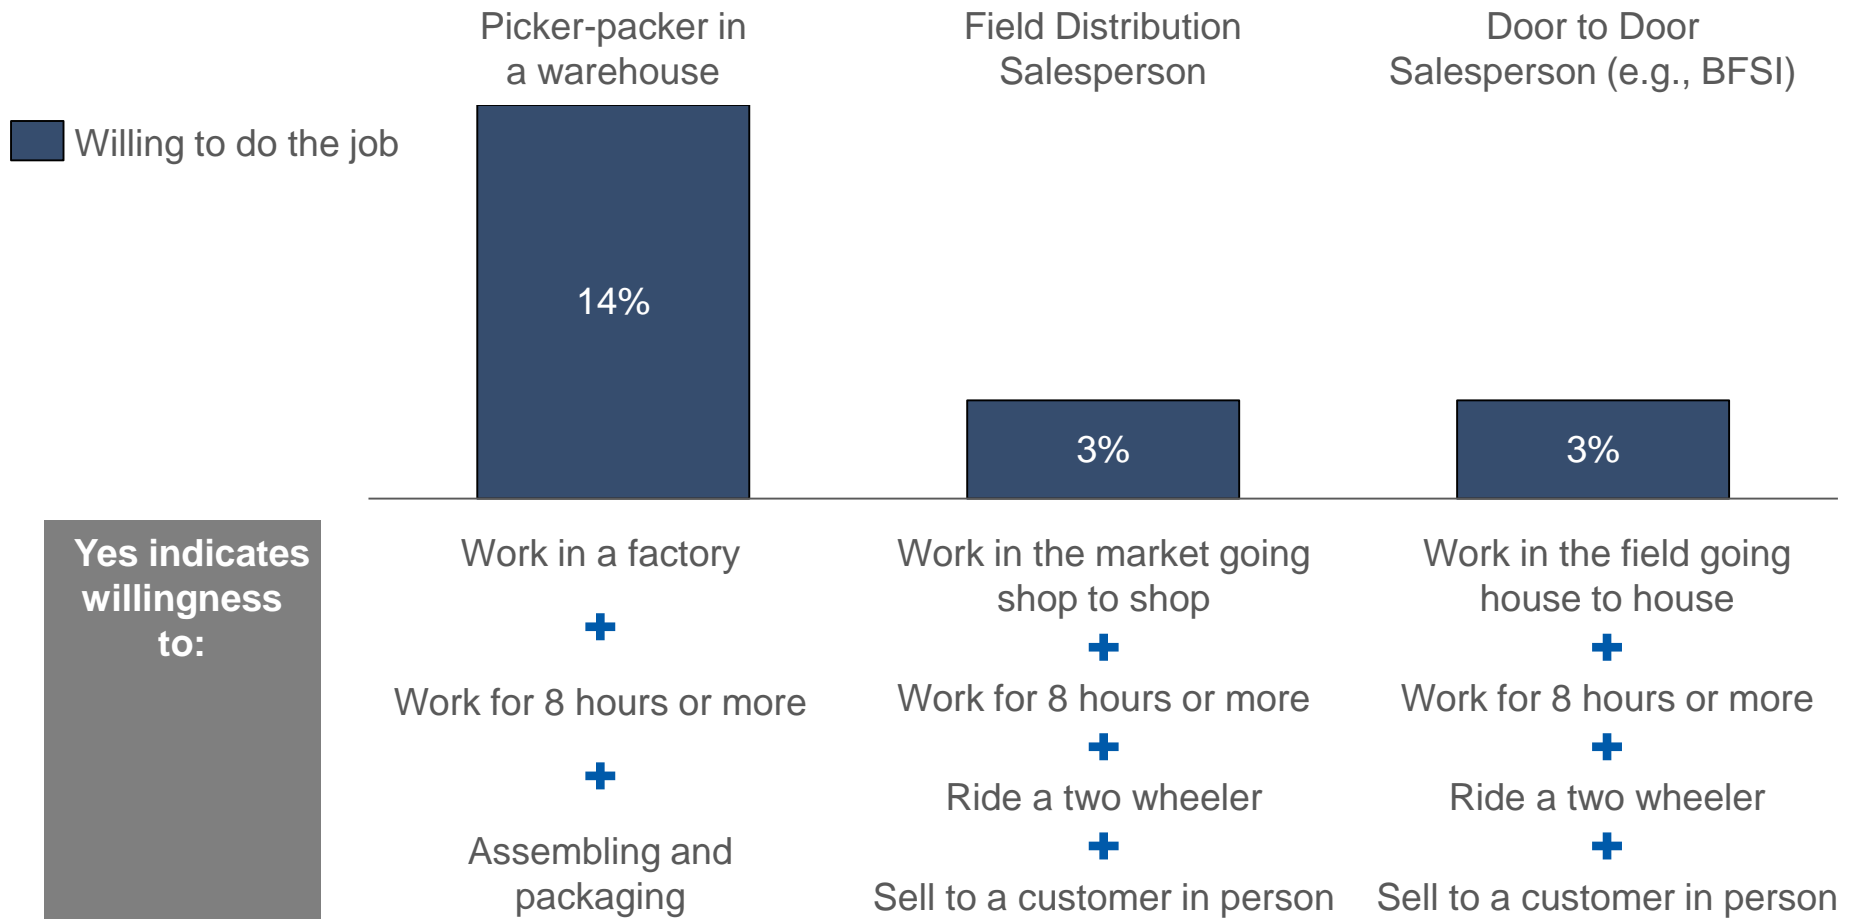 Picker-packer in
a warehouse
Field Distribution
Salesperson
Door to Door
Salesperson (e.g., BFSI)
Willing to do the job
14%
3%
3%
Yes indicates
willingness
to:
Work in a factory
Work for 8 hours or more
Assembling and
packaging
Work in the market going
shop to shop
Work for 8 hours or more
Ride a two wheeler
Sell to a customer in person
Work in the field going
house to house
Work for 8 hours or more
Ride a two wheeler
Sell to a customer in person